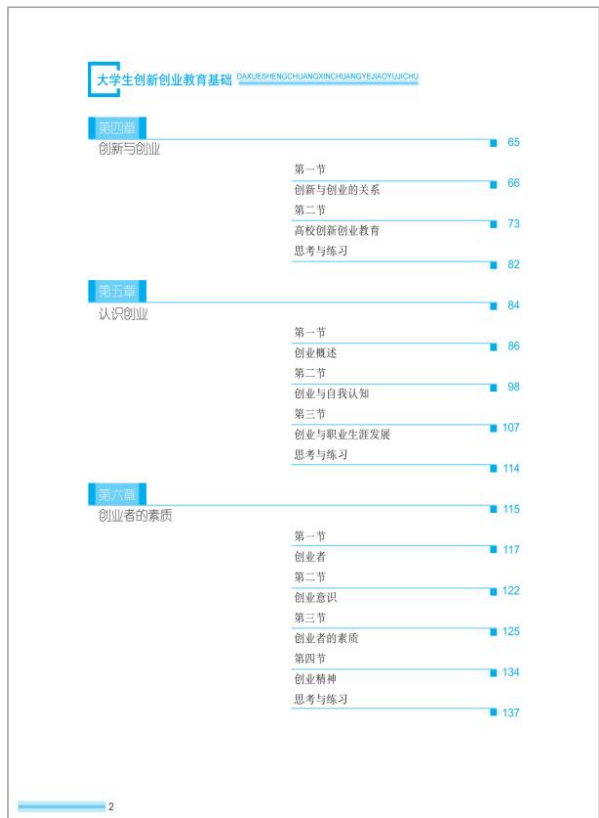 大学生创新创业教育基础 DAXUESHENGCHUANGXINCHUANGYEJIAOYUJICHU
第四章
65
创新与创业
第一节
66
创新与创业的关系
第二节
73
高校创新创业教育
思考与练习
82
第五章
84
认识创业
第一节
86
创业概述
第二节
98
创业与自我认知
第三节
107
创业与职业生涯发展
思考与练习
114
第六章
115
创业者的素质
第一节
117
创业者
第二节
122
创业意识
第三节
125
创业者的素质
第四节
134
创业精神
思考与练习
137
2